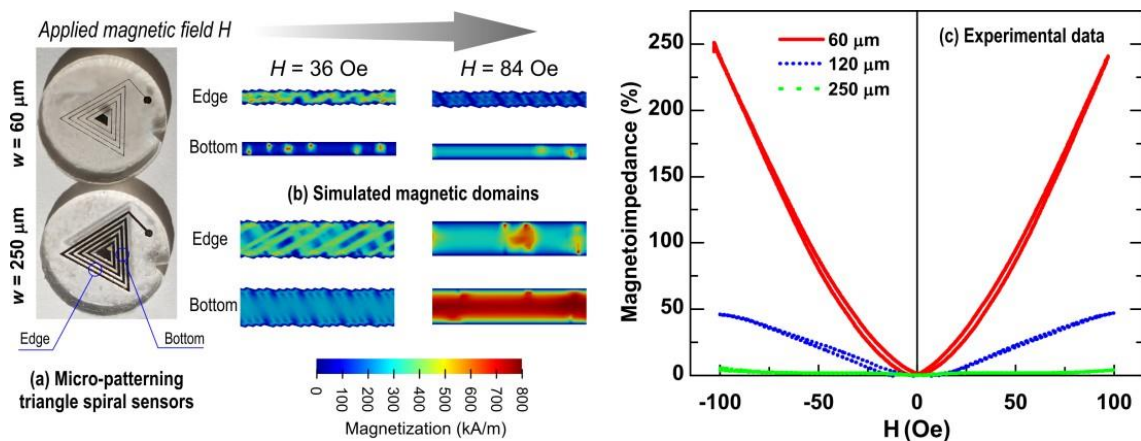 Applied magnetic field H
H = 36 Oe
H = 84 Oe
w = 60 μm
Edge
Bottom
(b) Simulated magnetic domains
w = 250 μm
Edge
Bottom
Edge
Bottom
(a) Micro-patterning
triangle spiral sensors
0
100
200
300
400
500
600
700
800
Magnetization (kA/m)
(c) Experimental data
60 μm
120 μm
250 μm
Magnetoimpedance (%)
250
200
150
100
50
0
-100
-50
0
50
100
H (Oe)